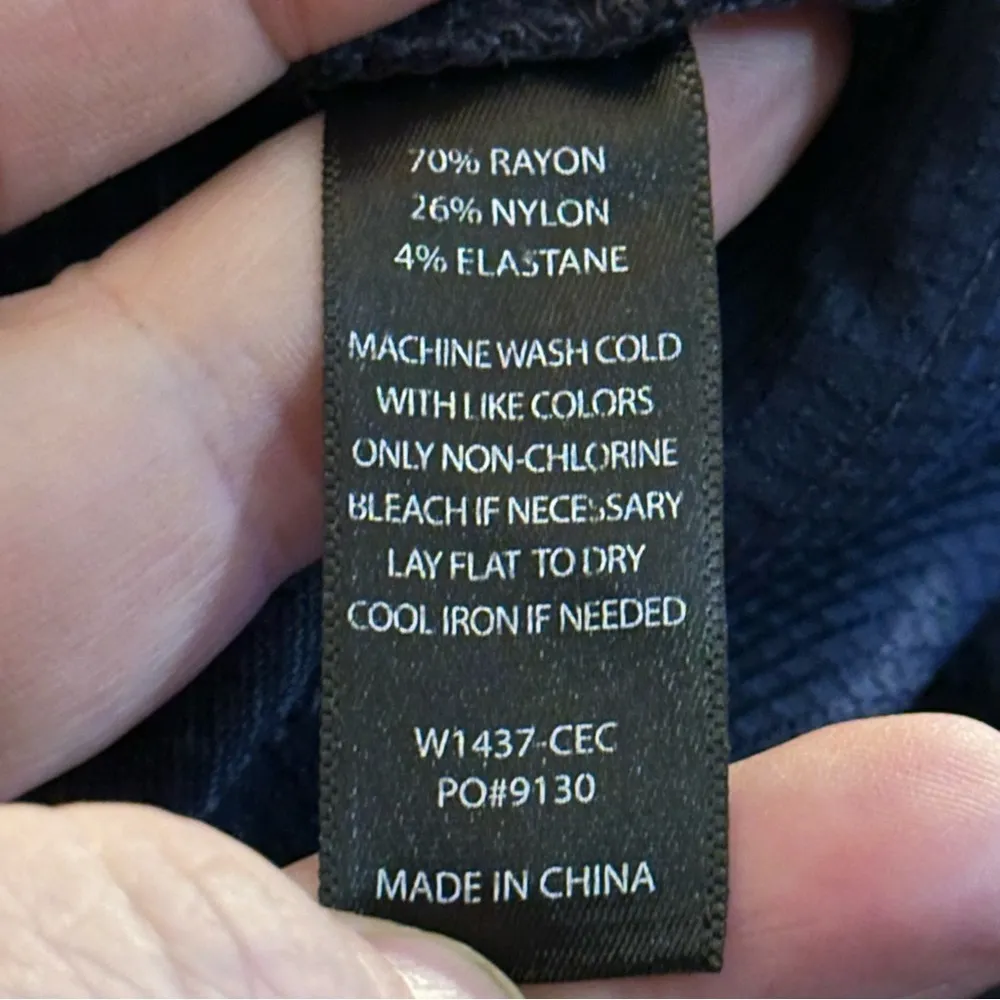 70% RAYON
26% NYLON
4% ELASTANE
MACHINE WASH COLD
WITH LIKE COLORS
ONLY NON-CHLORINE
BLEACH IF NECESSARY
LAY FLAT TO DRY
COOL IRON IF NEEDED
W1437-CEC
PO#9130
MADE IN CHINA